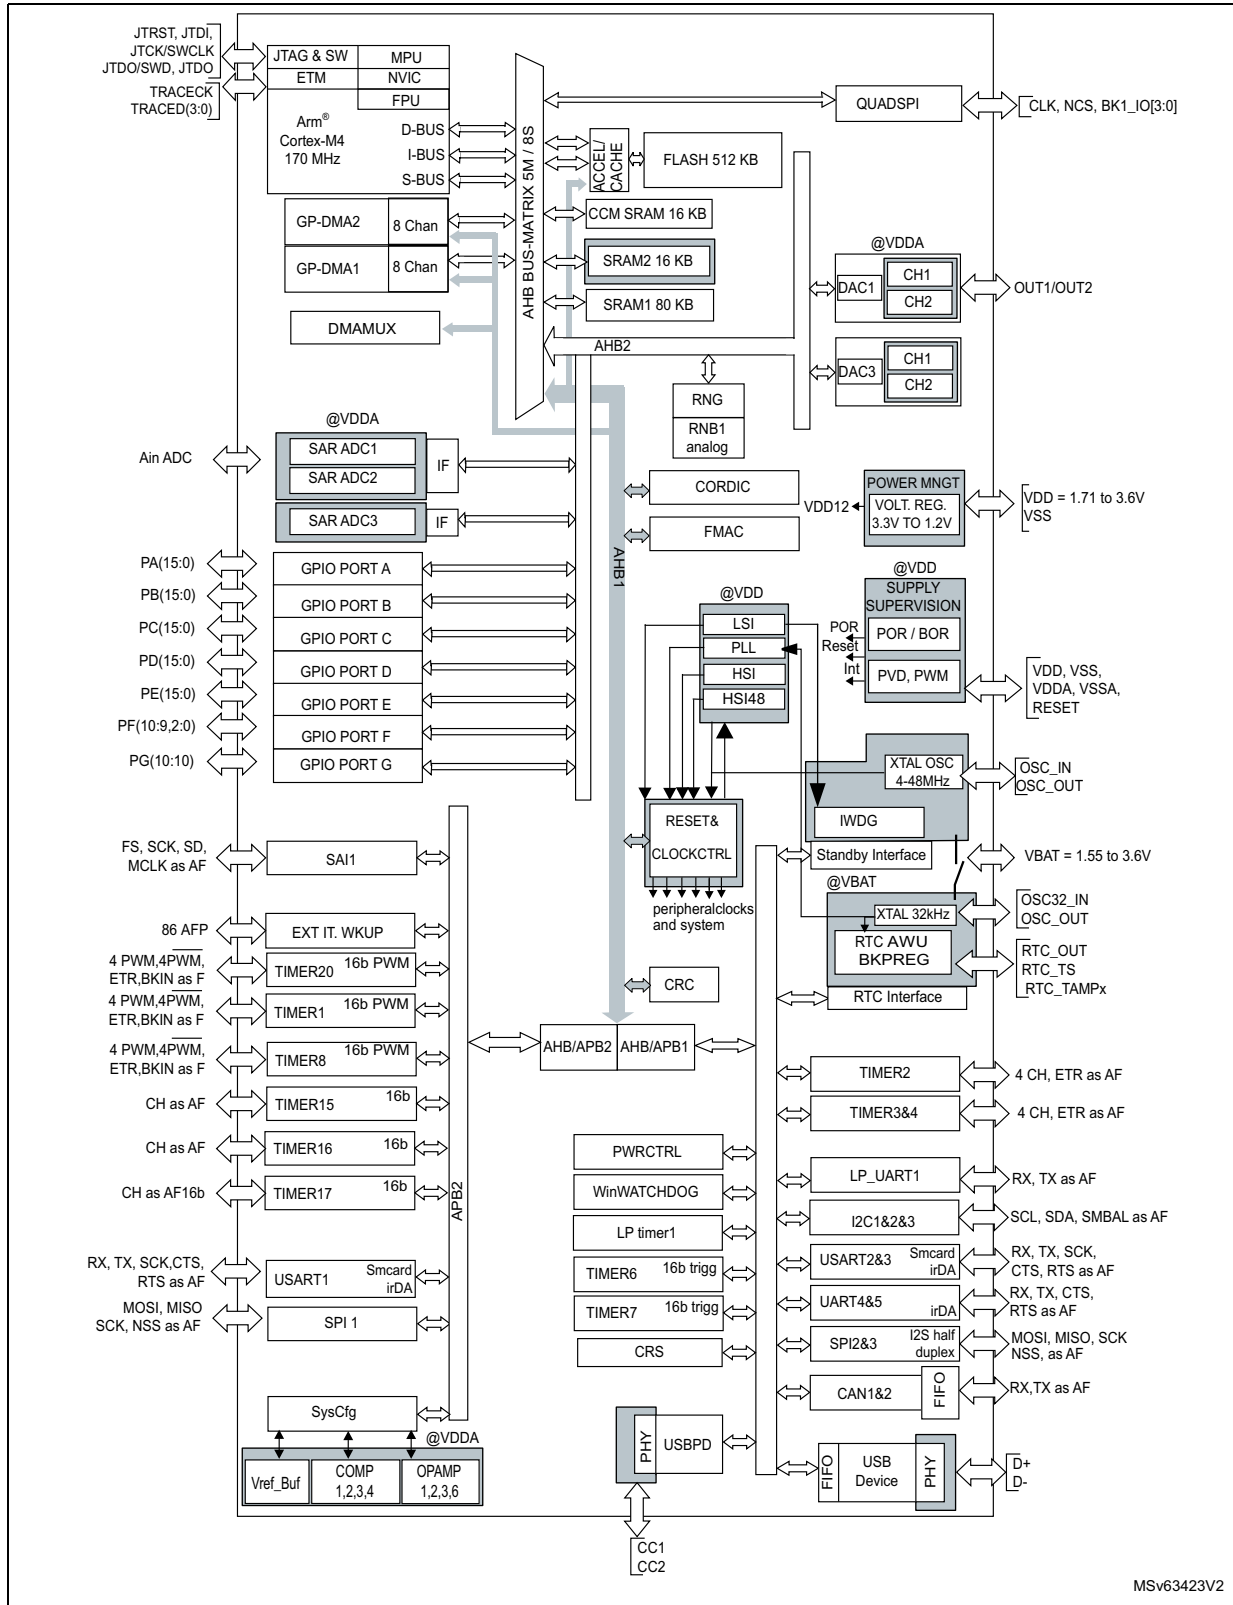 JTRST, JTDI,
JTCK/SWCLK
JTDO/SWD, JTDO
TRACECK
TRACED(3:0)
JTAG & SW
MPU
ETM
NVIC
FPU
Arm®
Cortex-M4
170 MHz
D-BUS
I-BUS
S-BUS
GP-DMA2
8 Chan
GP-DMA1
8 Chan
DMAMUX
AHB BUS-MATRIX 5M / 8S
QUADSPI
CLK, NCS, BK1_IO[3:0]
ACCEL/
CACHE
FLASH 512 KB
CCM SRAM 16 KB
SRAM2 16 KB
SRAM1 80 KB
AHB2
RNG
RNB1
analog
@VDDA
DAC1
CH1
CH2
OUT1/OUT2
DAC3
CH1
CH2
@VDDA
Ain ADC
SAR ADC1
SAR ADC2
IF
SAR ADC3
IF
CORDIC
FMAC
AHB1
POWER MNGT
VDD12
VOLT. REG.
3.3V TO 1.2V
VDD = 1.71 to 3.6V
VSS
PA(15:0)
GPIO PORT A
PB(15:0)
GPIO PORT B
PC(15:0)
GPIO PORT C
PD(15:0)
GPIO PORT D
PE(15:0)
GPIO PORT E
PF(10:9,2:0)
GPIO PORT F
PG(10:10)
GPIO PORT G
@VDD
LSI
PLL
HSI
HSI48
@VDD
SUPPLY
SUPERVISION
POR
Reset
Int
POR / BOR
PVD, PWM
VDD, VSS,
VDDA, VSSA,
RESET
XTAL OSC
4-48MHz
OSC_IN
OSC_OUT
IWDG
RESET&
CLOCKCTRL
peripheralclocks
and system
Standby Interface
VBAT = 1.55 to 3.6V
@VBAT
XTAL 32kHz
OSC32_IN
OSC_OUT
RTC AWU
BKPREG
RTC_OUT
RTC_TS
RTC_TAMPx
RTC Interface
FS, SCK, SD,
MCLK as AF
SAI1
86 AFP
EXT IT. WKUP
4 PWM,4PWM,
ETR,BKIN as F
TIMER20
16b PWM
4 PWM,4PWM,
ETR,BKIN as F
TIMER1
16b PWM
4 PWM,4PWM,
ETR,BKIN as F
TIMER8
16b PWM
CH as AF
TIMER15
16b
CH as AF
TIMER16
16b
CH as AF16b
TIMER17
16b
APB2
RX, TX, SCK,CTS,
RTS as AF
USART1
Smcard
irDA
MOSI, MISO
SCK, NSS as AF
SPI 1
SysCfg
@VDDA
Vref_Buf
COMP
1,2,3,4
OPAMP
1,2,3,6
CRC
AHB/APB2
AHB/APB1
PWRCTRL
WinWATCHDOG
LP timer1
TIMER6
16b trigg
TIMER7
16b trigg
CRS
PHY
USBPD
CC1
CC2
TIMER2
4 CH, ETR as AF
TIMER3&4
4 CH, ETR as AF
LP_UART1
RX, TX as AF
I2C1&2&3
SCL, SDA, SMBAL as AF
USART2&3
Smcard
irDA
RX, TX, SCK,
CTS, RTS as AF
UART4&5
irDA
RX, TX, CTS,
RTS as AF
SPI2&3
I2S half
duplex
MOSI, MISO, SCK
NSS, as AF
CAN1&2
FIFO
RX,TX as AF
FIFO
USB
Device
PHY
D+
D-
MSv63423V2